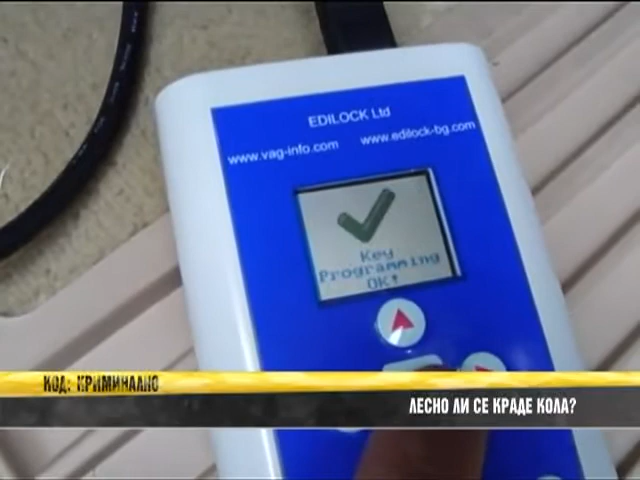 EDILOCK Ltd
www.vag-info.com www.edilock-bg.com
Key
Programming
OK!
КОД: КРИМИНАЛНО
ЛЕСНО ЛИ СЕ КРАДЕ КОЛА?